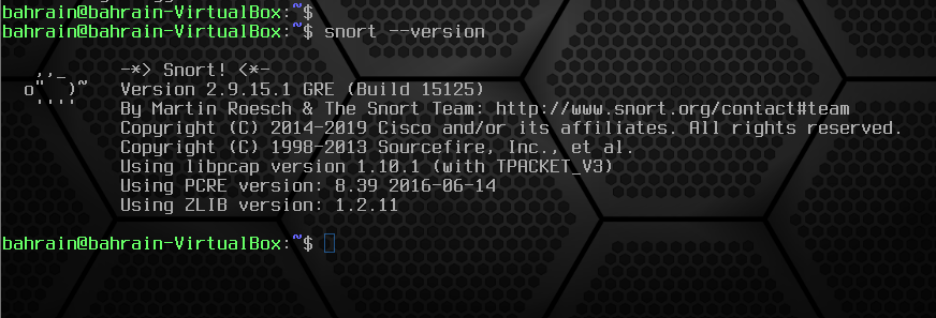 bahrain@bahrain-VirtualBox:~$
bahrain@bahrain-VirtualBox:~$ snort --version
-*> Snort! <*-
,,_
o"  )~ Version 2.9.15.1 GRE (Build 15125)
'''' By Martin Roesch & The Snort Team: http://www.snort.org/contact#team
Copyright (C) 2014-2019 Cisco and/or its affiliates. All rights reserved.
Copyright (C) 1998-2013 Sourcefire, Inc., et al.
Using libpcap version 1.10.1 (with TPACKET_V3)
Using PCRE version: 8.39 2016-06-14
Using ZLIB version: 1.2.11
bahrain@bahrain-VirtualBox:~$